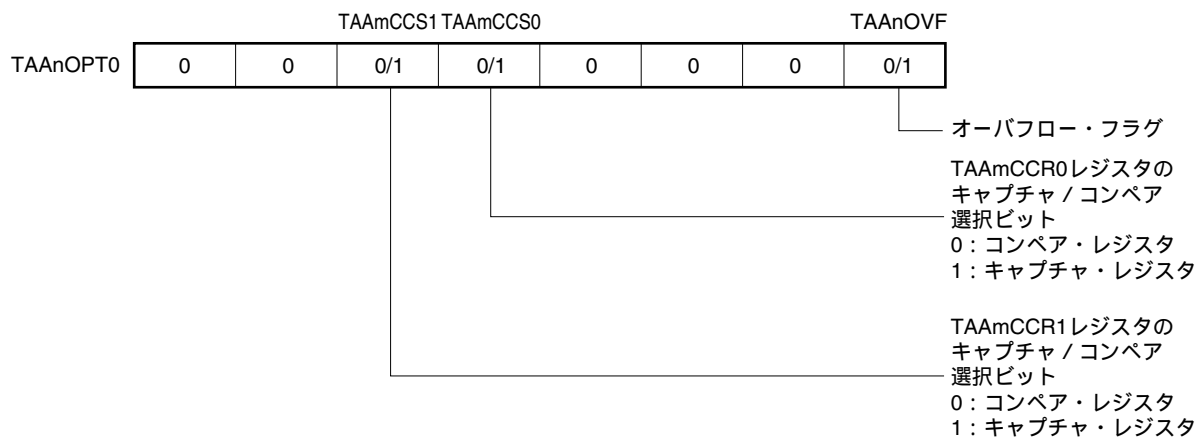 TAAmCCS1 TAAmCCS0 TAAnOVF
TAAnOPT0 0 0 0/1 0/1 0 0 0 0/1
オーバフロー・フラグ
TAAmCCR0レジスタの
キャプチャ／コンペア
選択ビット
0：コンペア・レジスタ
1：キャプチャ・レジスタ
TAAmCCR1レジスタの
キャプチャ／コンペア
選択ビット
0：コンペア・レジスタ
1：キャプチャ・レジスタ